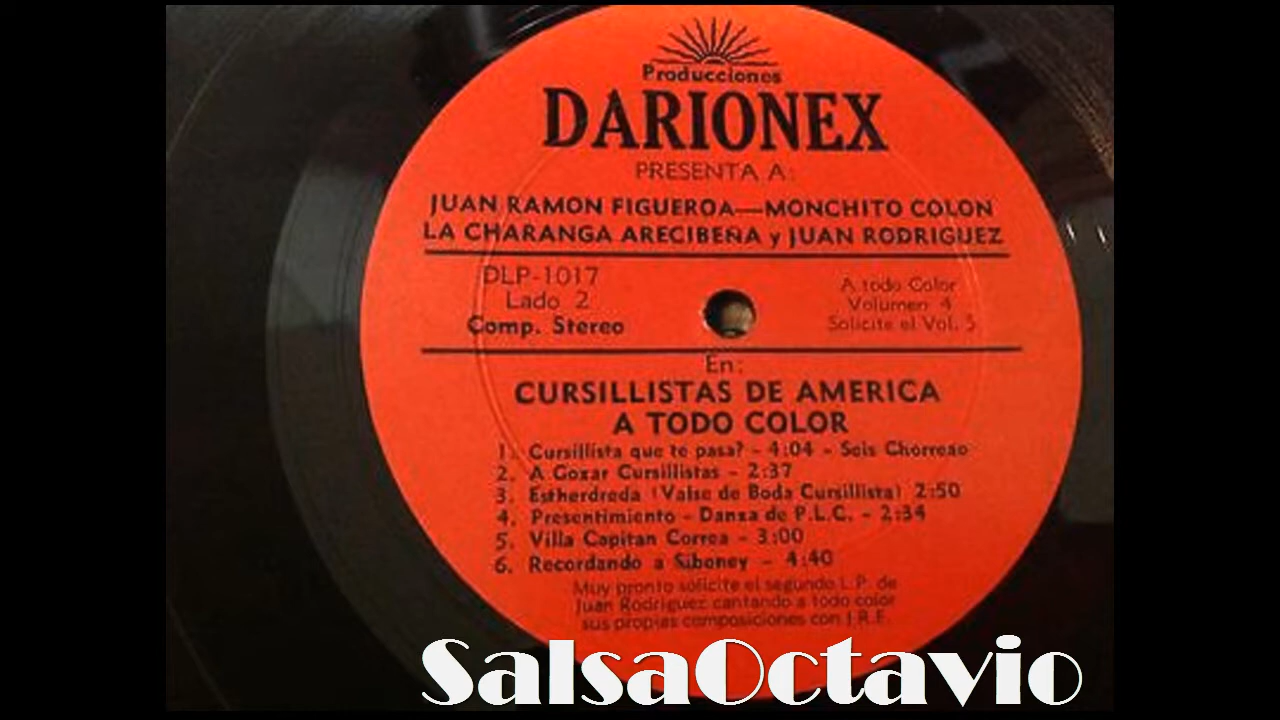 Producciones
DARIONEX
PRESENTA A:
JUAN RAMON FIGUEROA—MONCHITO COLON
LA CHARANGA ARECIBEÑA y JUAN RODRIGUEZ
DLP-1017
Lado 2
Comp. Stereo
A todo Color
Volumen 4
Solicite el Vol. 5
En:
CURSILLISTAS DE AMERICA
A TODO COLOR
1. Cursillista que te pasa? - 4:04 - Seis Chorreao
2. A Gozar Cursillistas - 2:37
3. Estherdreda (Valse de Boda Cursillista) 2:50
4. Presentimiento - Danza de P.L.C. - 2:34
5. Villa Capitan Correa - 3:00
6. Recordando a Siboney - 4:40
Muy pronto solicite el segundo L.P. de
Juan Rodriguez cantando a todo color
sus propias composiciones con J.R.F.
SalsaOctavio